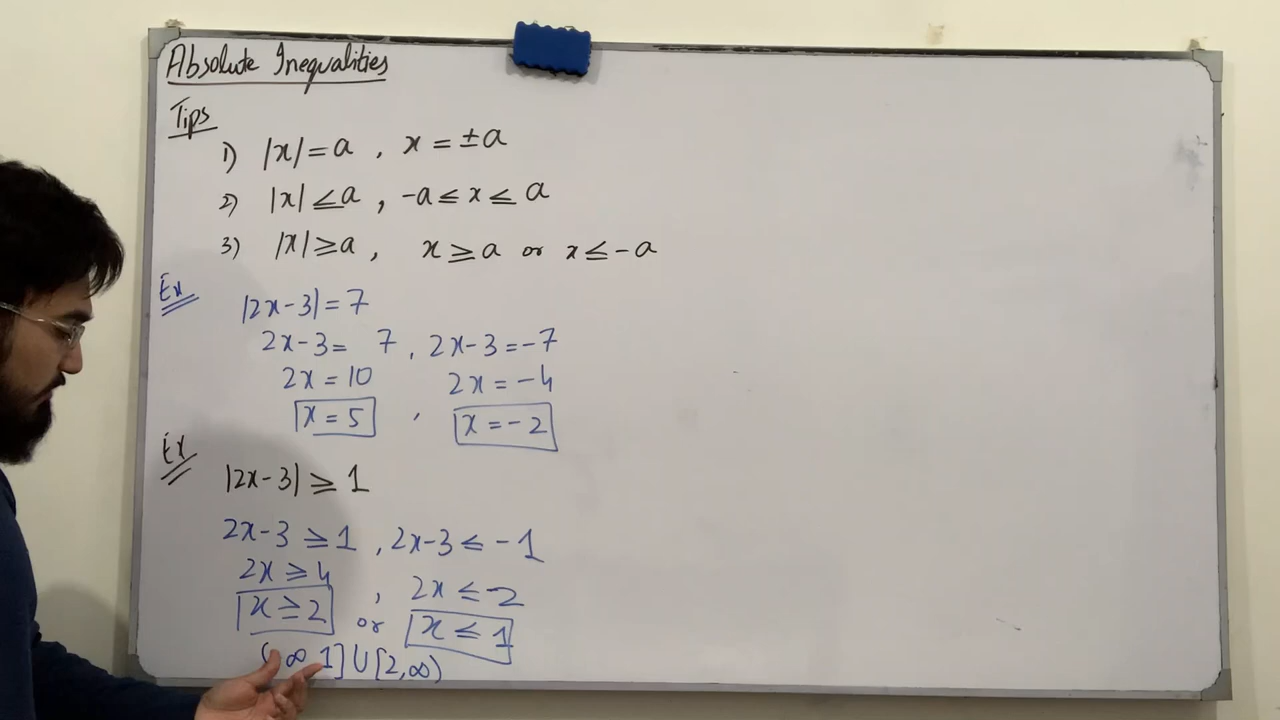 Absolute Inequalities
Tips
1) |x| = a , x = ±a
2) |x| ≤ a , -a ≤ x ≤ a
3) |x| ≥ a , x ≥ a or x ≤ -a
Ex
|2x-3| = 7
2x-3 = 7 , 2x-3 = -7
2x = 10 2x = -4
x = 5 , x = -2
Ex
|2x-3| ≥ 1
2x-3 ≥ 1 , 2x-3 ≤ -1
2x ≥ 4 , 2x ≤ -2
x ≥ 2 or x ≤ 1
( ∞ 1] U [2,∞)